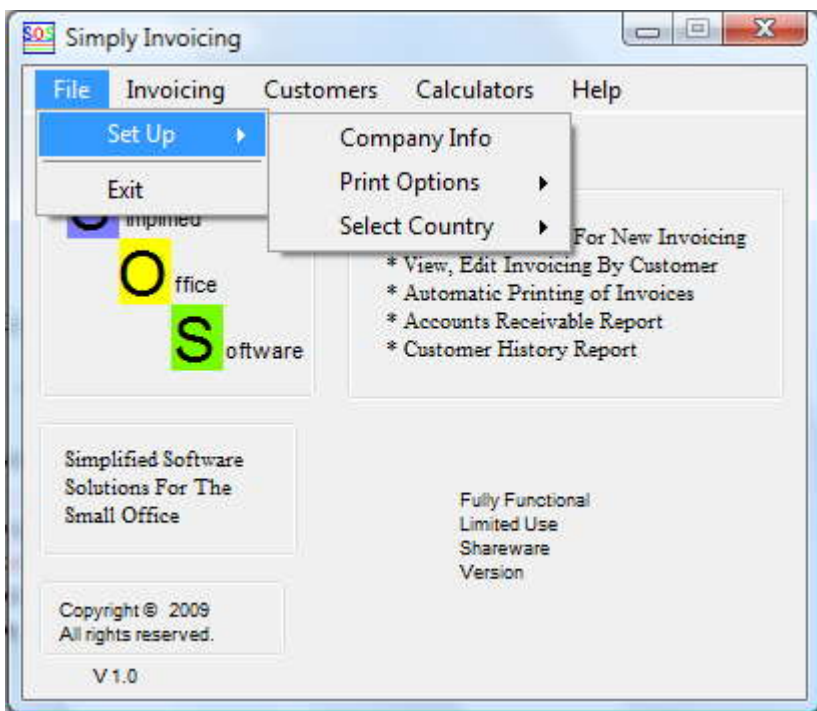 SOS Simply Invoicing
File Invoicing Customers Calculators Help
Set Up
Exit
Company Info
Print Options
Select Country
O ffice
S oftware
For New Invoicing
* View, Edit Invoicing By Customer
* Automatic Printing of Invoices
* Accounts Receivable Report
* Customer History Report
Simplified Software
Solutions For The
Small Office
Fully Functional
Limited Use
Shareware
Version
Copyright © 2009
All rights reserved.
V 1.0